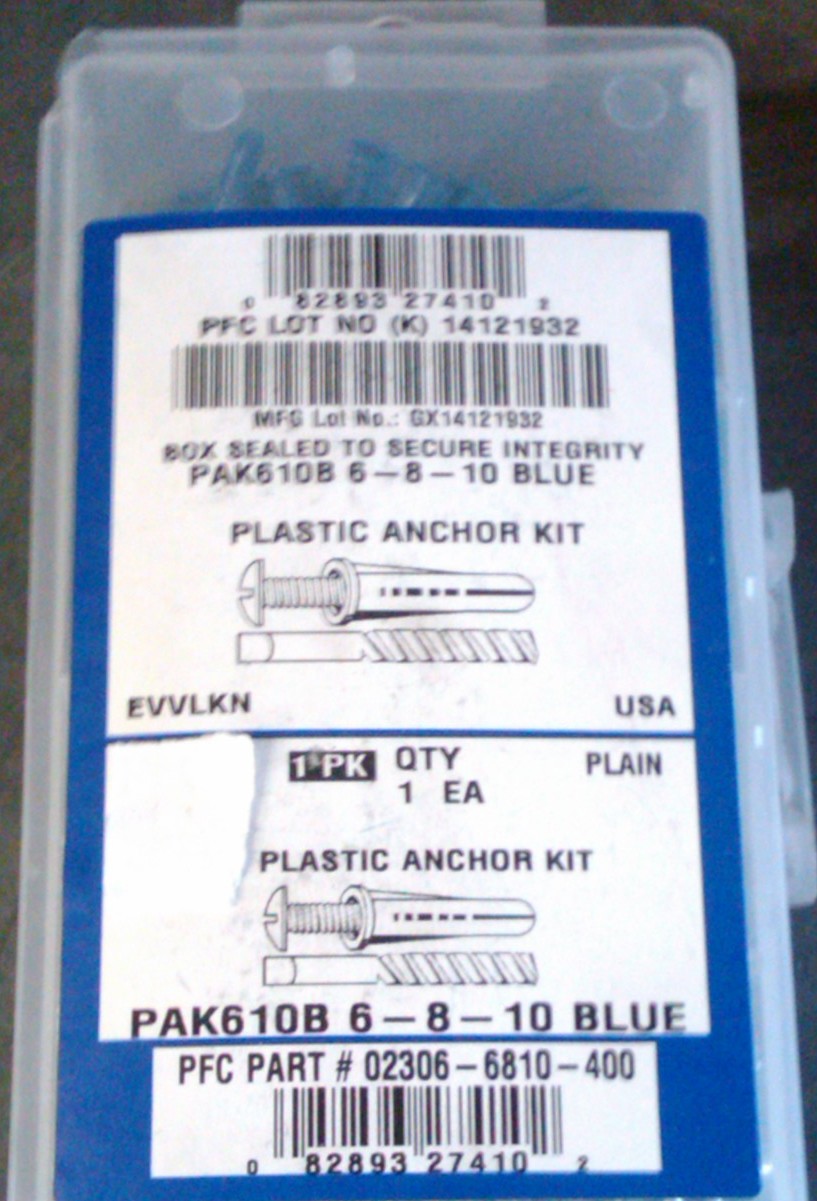 0 82893 27410 2
PFC LOT NO (K) 14121932
MFG Lot No.: GX14121932
BOX SEALED TO SECURE INTEGRITY
PAK610B 6-8-10 BLUE
PLASTIC ANCHOR KIT
EVVLKN USA
1 PK QTY PLAIN
1 EA
PLASTIC ANCHOR KIT
PAK610B 6-8-10 BLUE
PFC PART # 02306-6810-400
0 82893 27410 2